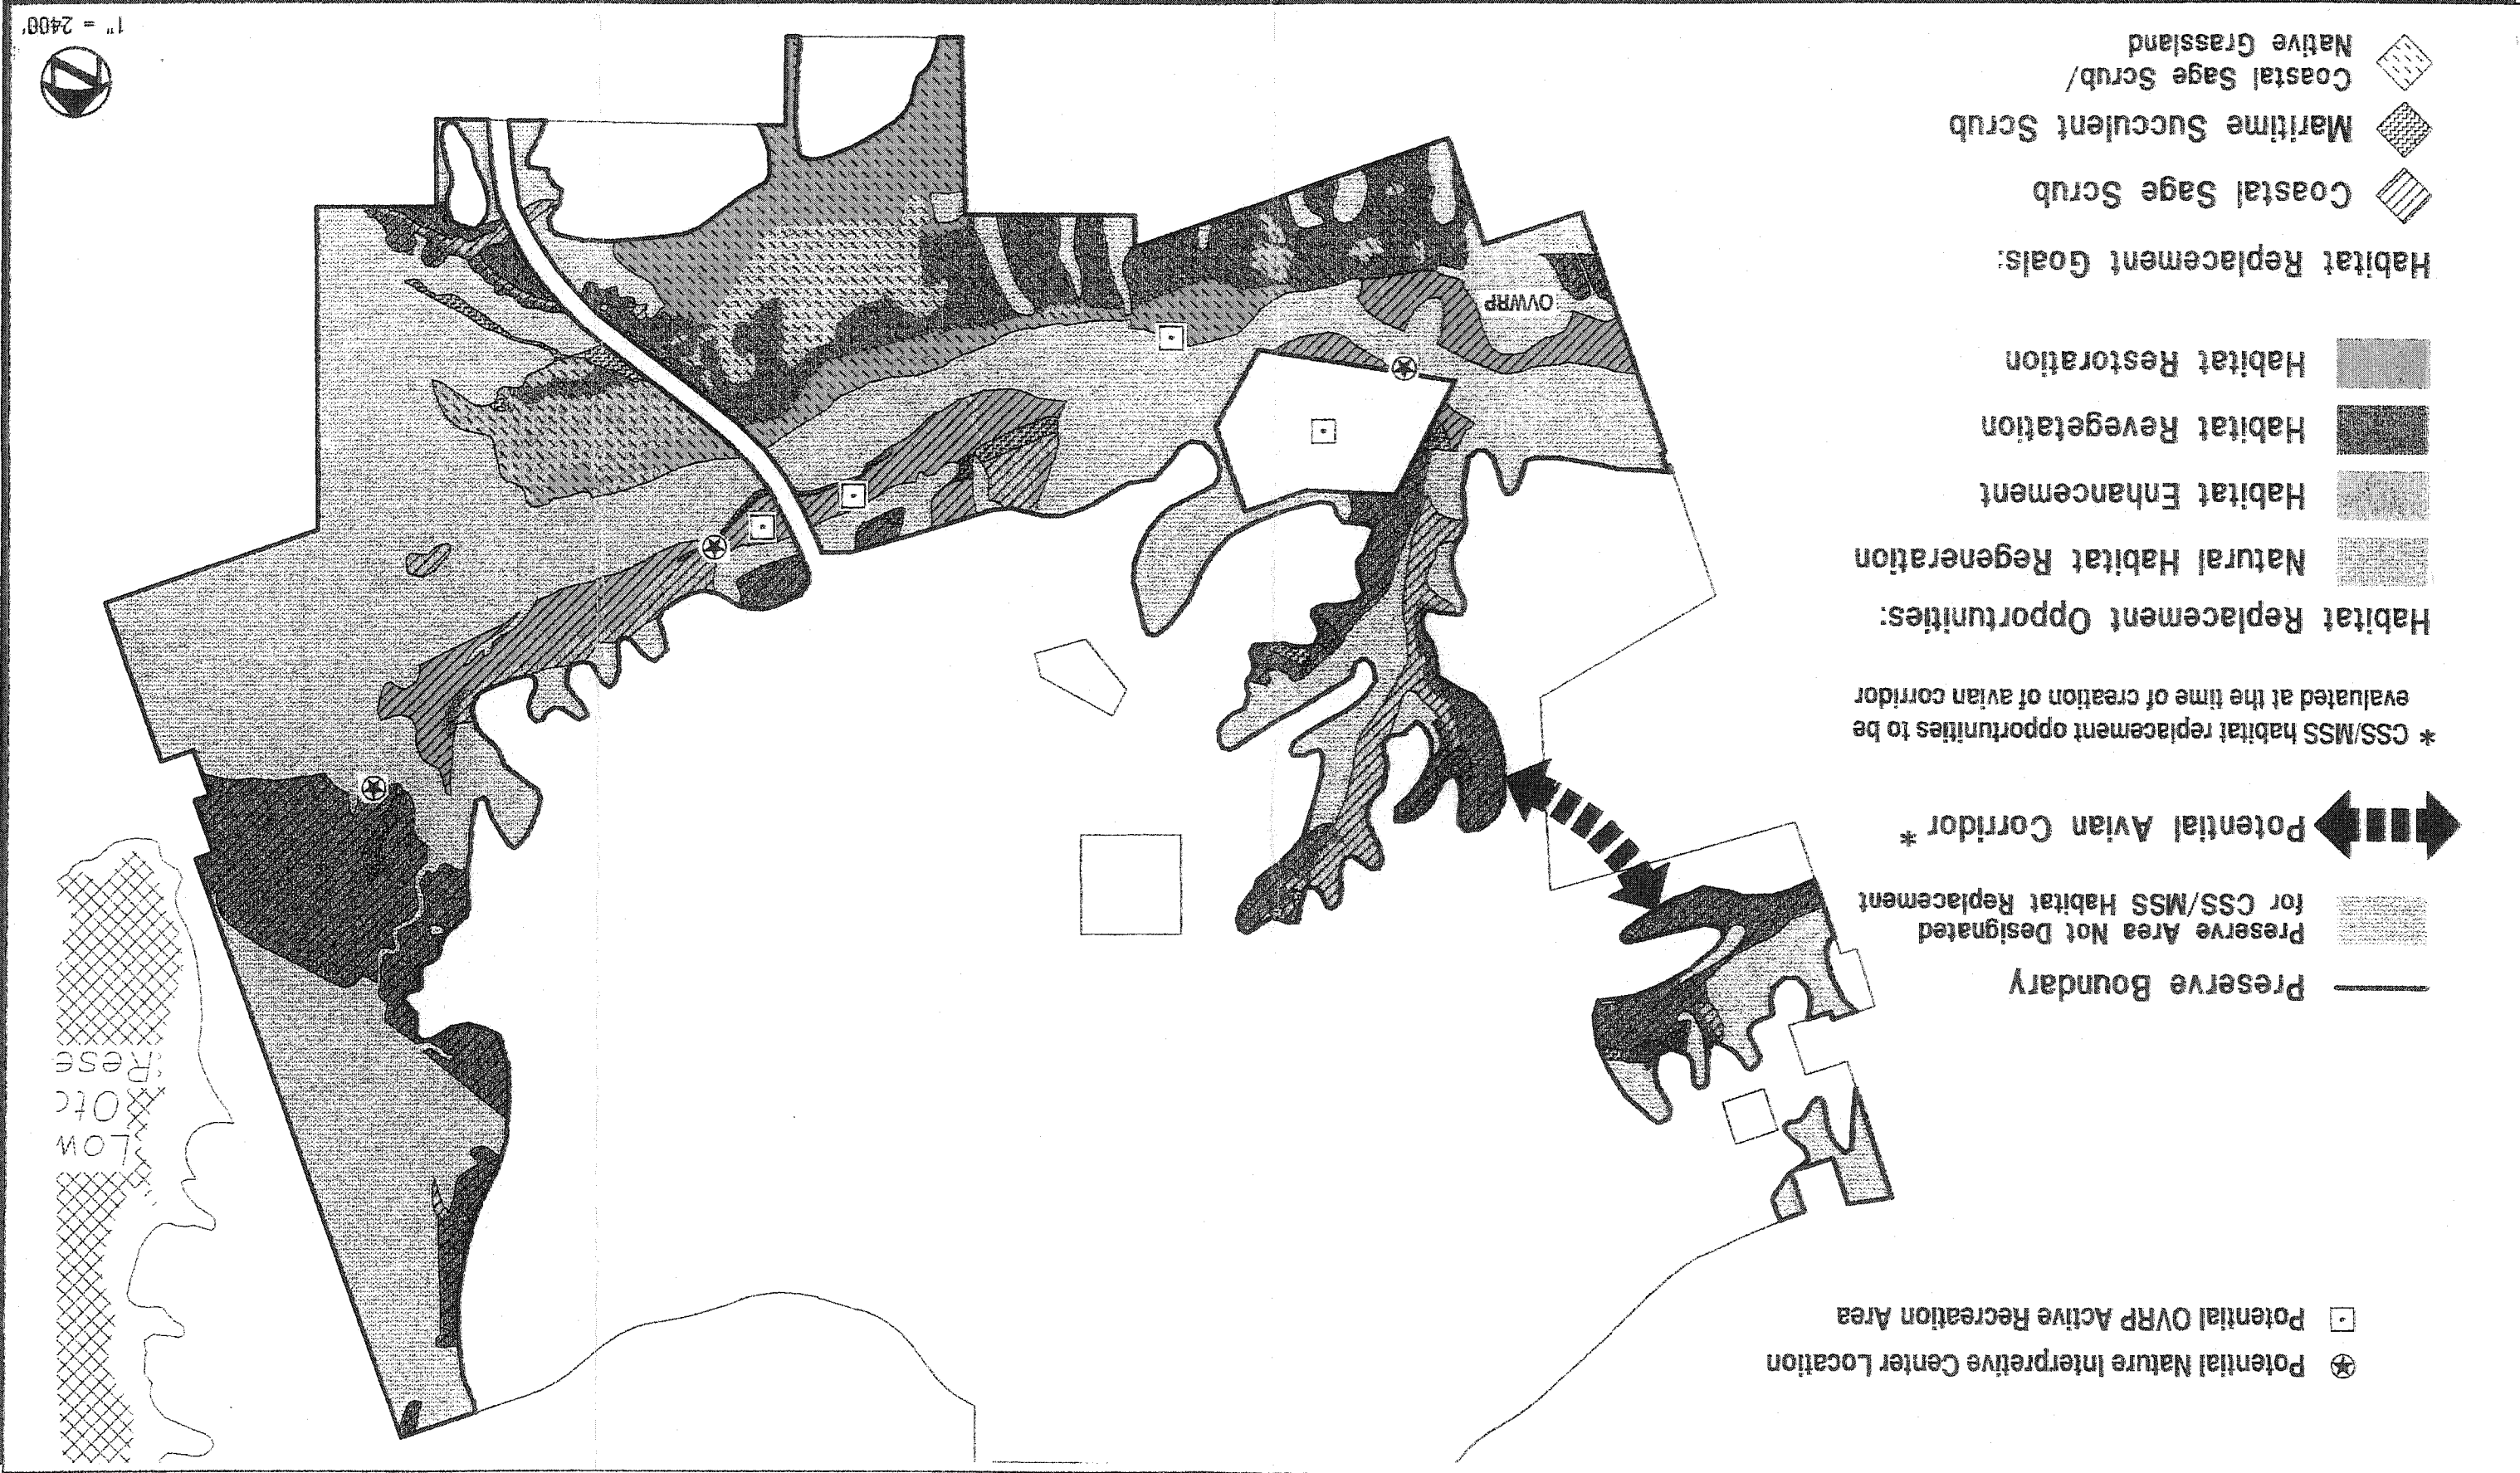 Potential Nature Interpretive Center Location
Potential OVRP Active Recreation Area
Preserve Boundary
Preserve Area Not Designated
for CSS/MSS Habitat Replacement
Potential Avian Corridor *
* CSS/MSS habitat replacement opportunities to be
evaluated at the time of creation of avian corridor
Habitat Replacement Opportunities:
Natural Habitat Regeneration
Habitat Enhancement
Habitat Revegetation
Habitat Restoration
Habitat Replacement Goals:
Coastal Sage Scrub
Maritime Succulent Scrub
Coastal Sage Scrub/
Native Grassland
OVWRP
Low
Ota
Rese
N
1" = 2400'